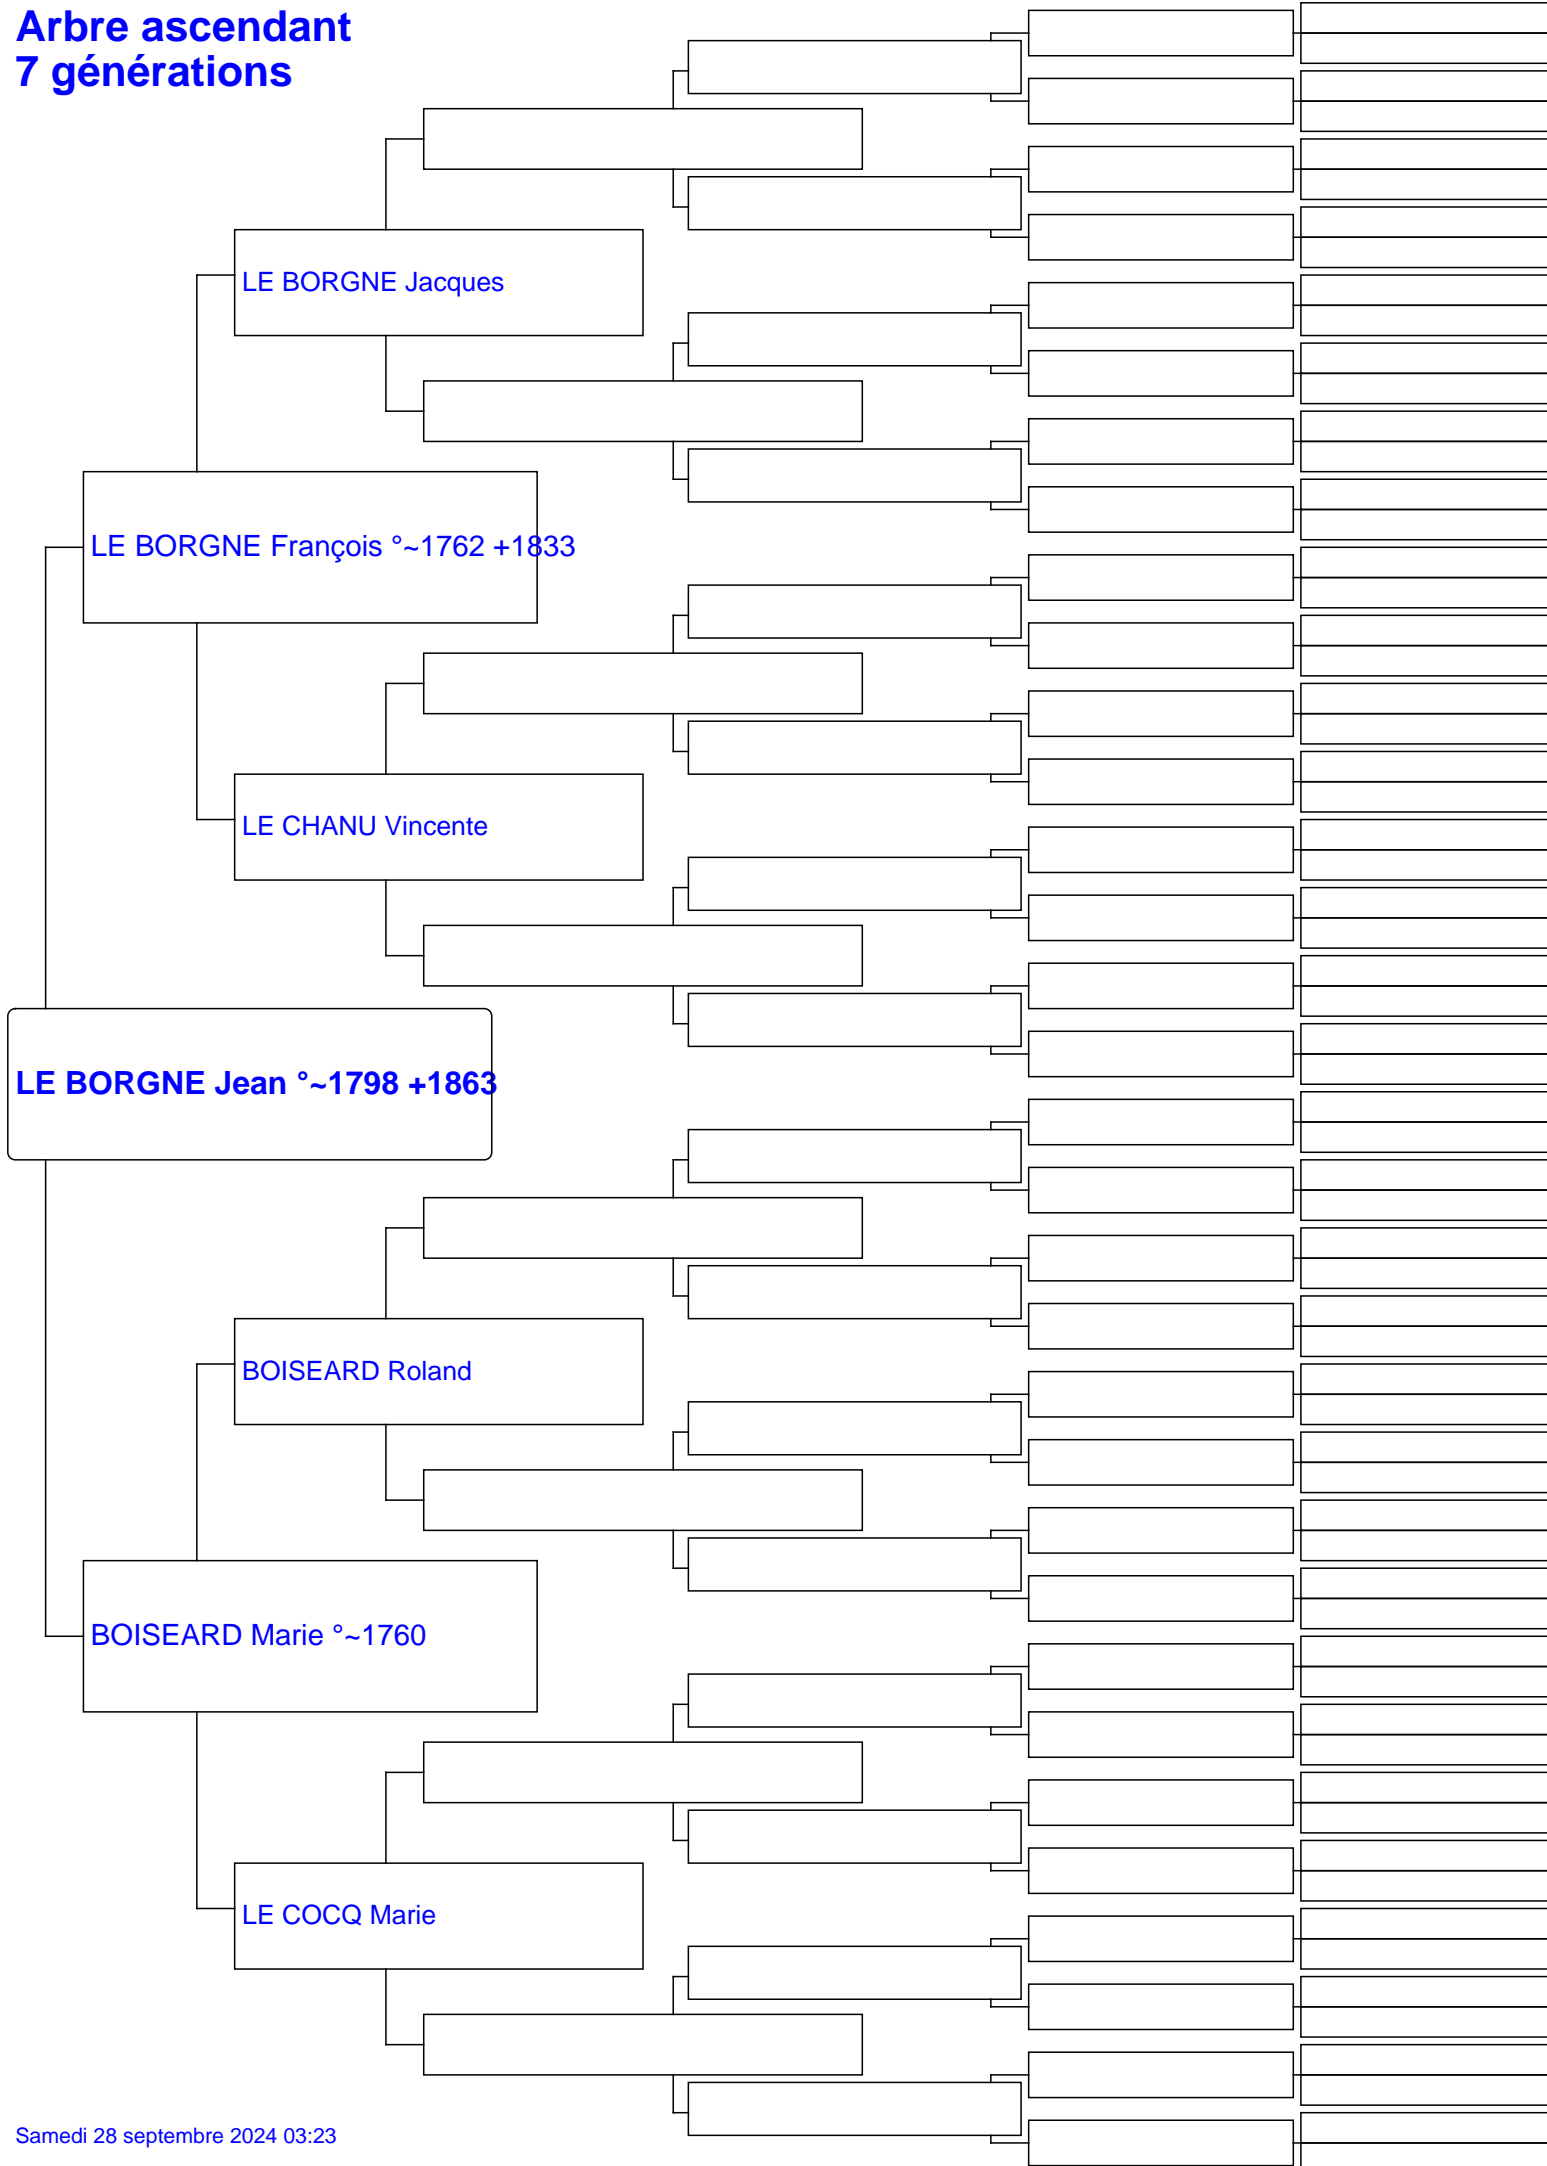 Arbre ascendant
7 générations
LE BORGNE Jacques
LE BORGNE François °~1762 +1833
LE CHANU Vincente
LE BORGNE Jean °~1798 +1863
BOISEARD Roland
BOISEARD Marie °~1760
LE COCQ Marie
Samedi 28 septembre 2024 03:23